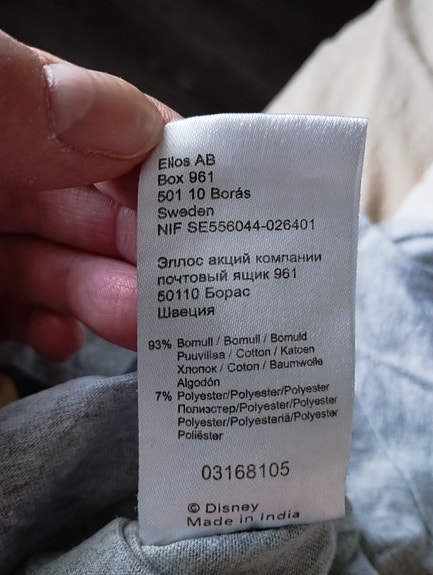 Ellos AB
Box 961
501 10 Borås
Sweden
NIF SE556044-026401
Эллос акций компании
почтовый ящик 961
50110 Борас
Швеция
93% Bomull / Bomull / Bomuld
Puuvillaa / Cotton / Katoen
Хлопок / Coton / Baumwolle
Algodón
7% Polyester/Polyester/Polyester
Полиэстер/Polyester/Polyester
Polyester/Polyesteriä/Polyester
Poliéster
03168105
© Disney
Made in India